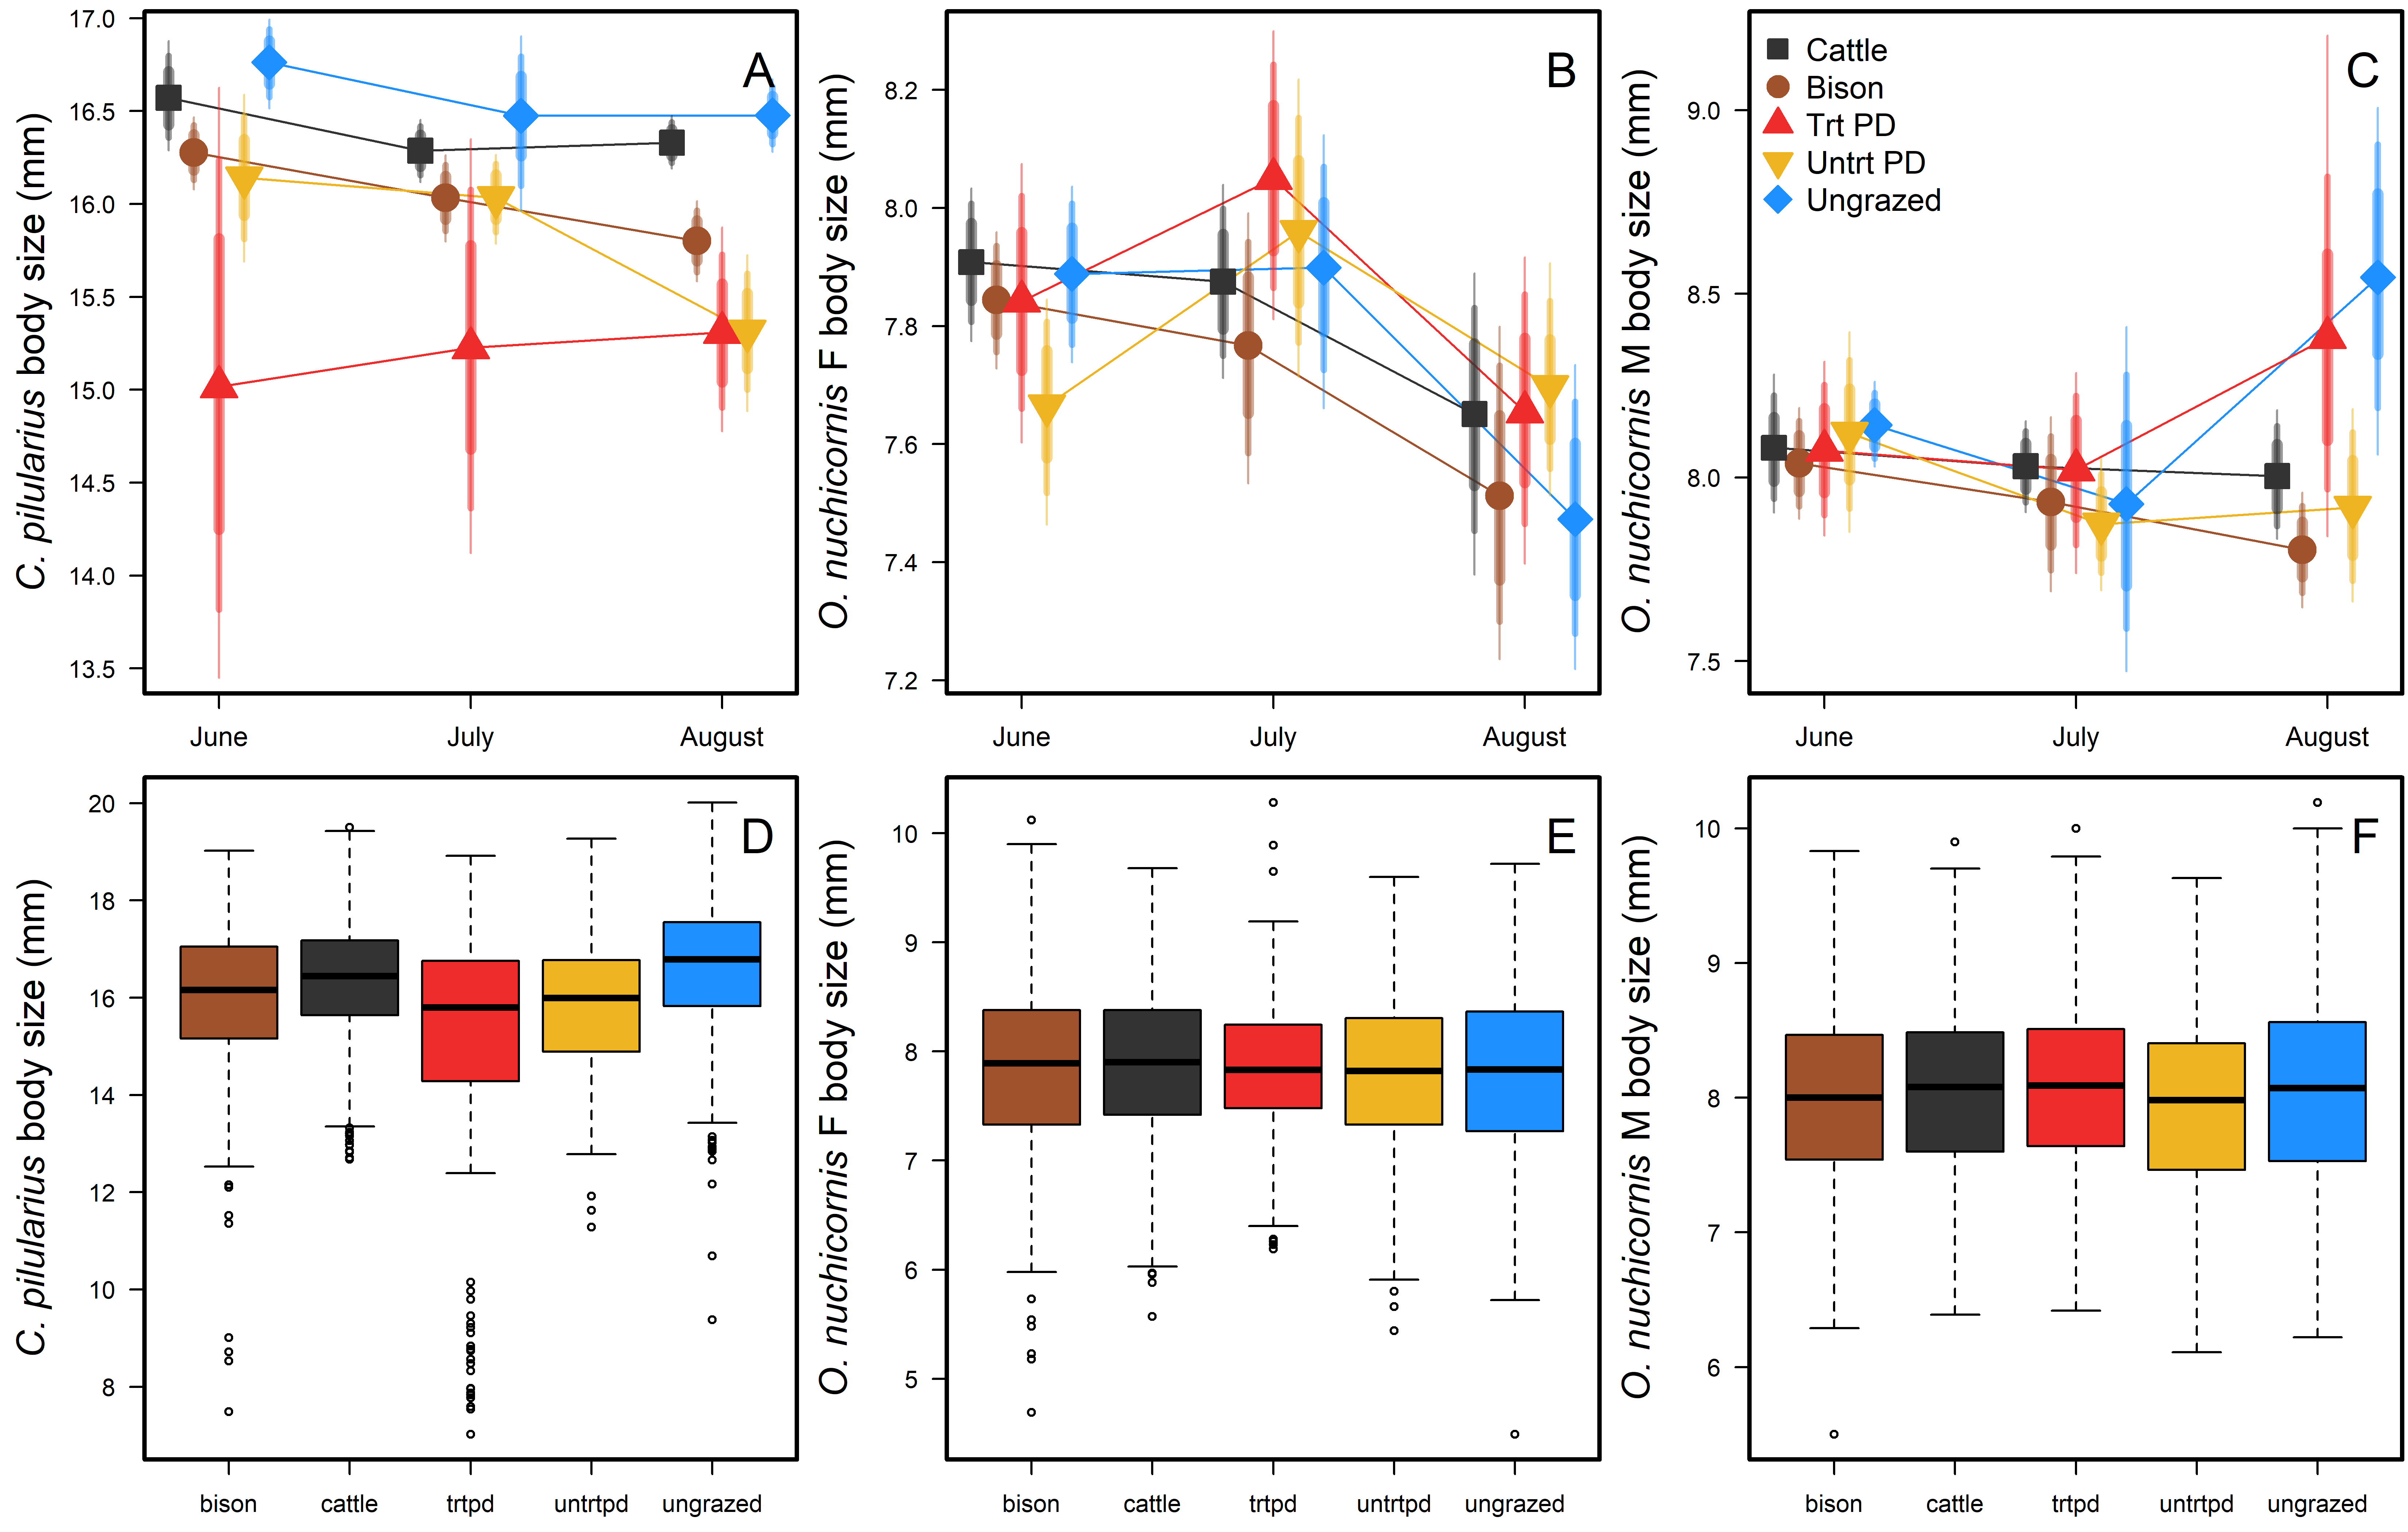 C. pilularius body size (mm)
17.0
16.5
16.0
15.5
15.0
14.5
14.0
13.5
A
June
July
August
O. nuchicornis F body size (mm)
8.2
8.0
7.8
7.6
7.4
7.2
B
June
July
August
O. nuchicornis M body size (mm)
9.0
8.5
8.0
7.5
Cattle
Bison
Trt PD
Untrt PD
Ungrazed
C
June
July
August
C. pilularius body size (mm)
20
18
16
14
12
10
8
D
bison
cattle
trtpd
untrtpd
ungrazed
O. nuchicornis F body size (mm)
10
9
8
7
6
5
E
bison
cattle
trtpd
untrtpd
ungrazed
O. nuchicornis M body size (mm)
10
9
8
7
6
F
bison
cattle
trtpd
untrtpd
ungrazed